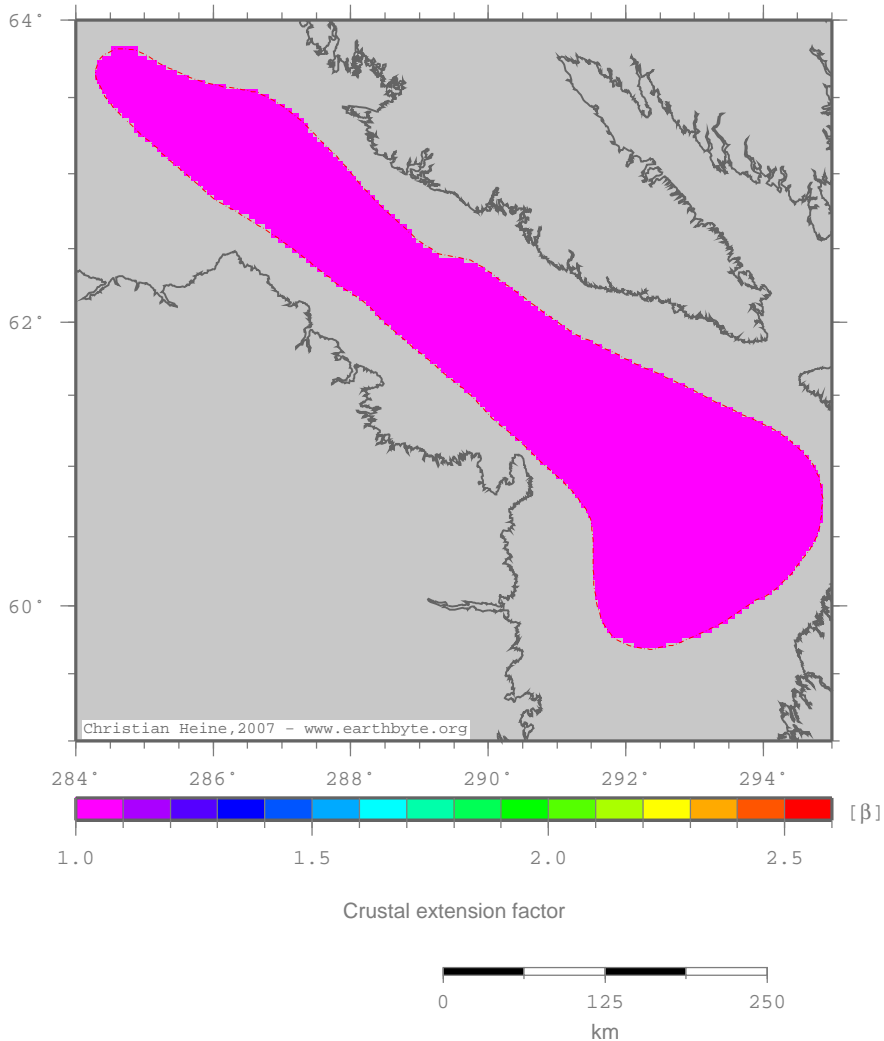 64°
62°
60°
Christian Heine,2007 - www.earthbyte.org
284° 286° 288° 290° 292° 294°
[β]
1.0 1.5 2.0 2.5
Crustal extension factor
0 125 250
km